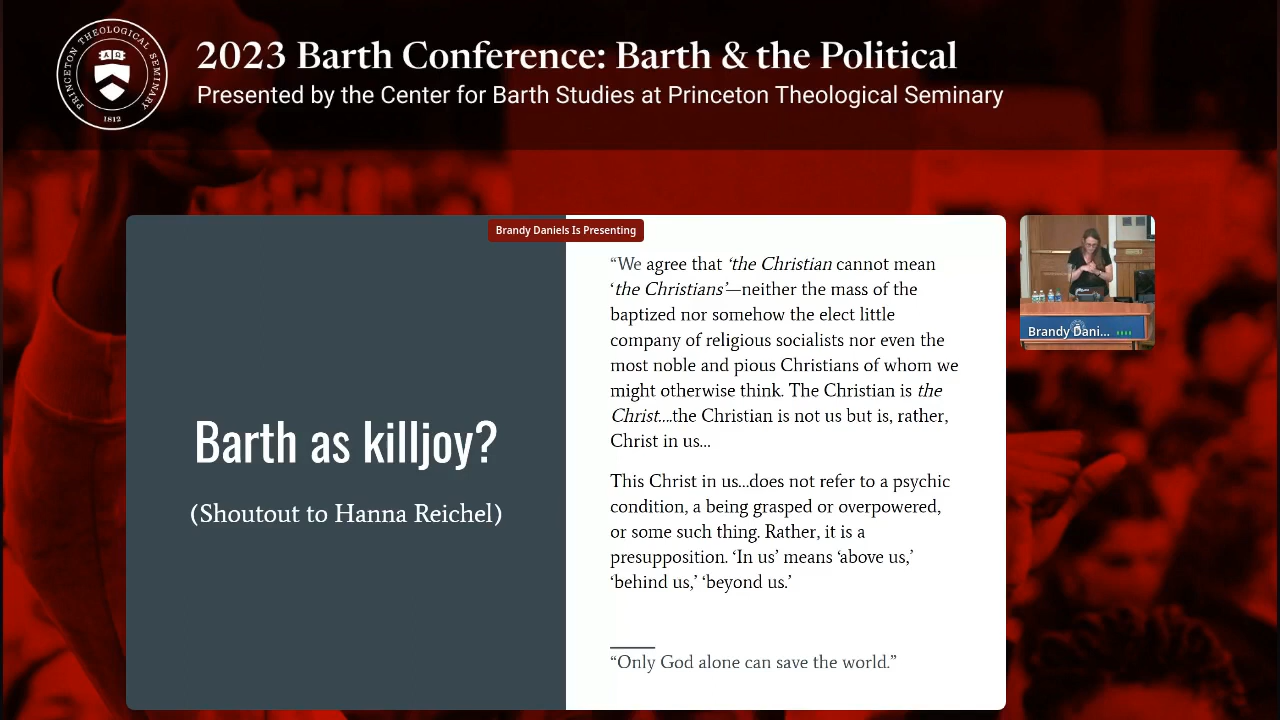 PRINCETON THEOLOGICAL SEMINARY
1812
2023 Barth Conference: Barth & the Political
Presented by the Center for Barth Studies at Princeton Theological Seminary
Brandy Daniels Is Presenting
Barth as killjoy?
(Shoutout to Hanna Reichel)
“We agree that ‘the Christian cannot mean
‘the Christians’—neither the mass of the
baptized nor somehow the elect little
company of religious socialists nor even the
most noble and pious Christians of whom we
might otherwise think. The Christian is the
Christ....the Christian is not us but is, rather,
Christ in us...
This Christ in us...does not refer to a psychic
condition, a being grasped or overpowered,
or some such thing. Rather, it is a
presupposition. ‘In us’ means ‘above us,’
‘behind us,’ ‘beyond us.’
“Only God alone can save the world.”
Brandy Dani...